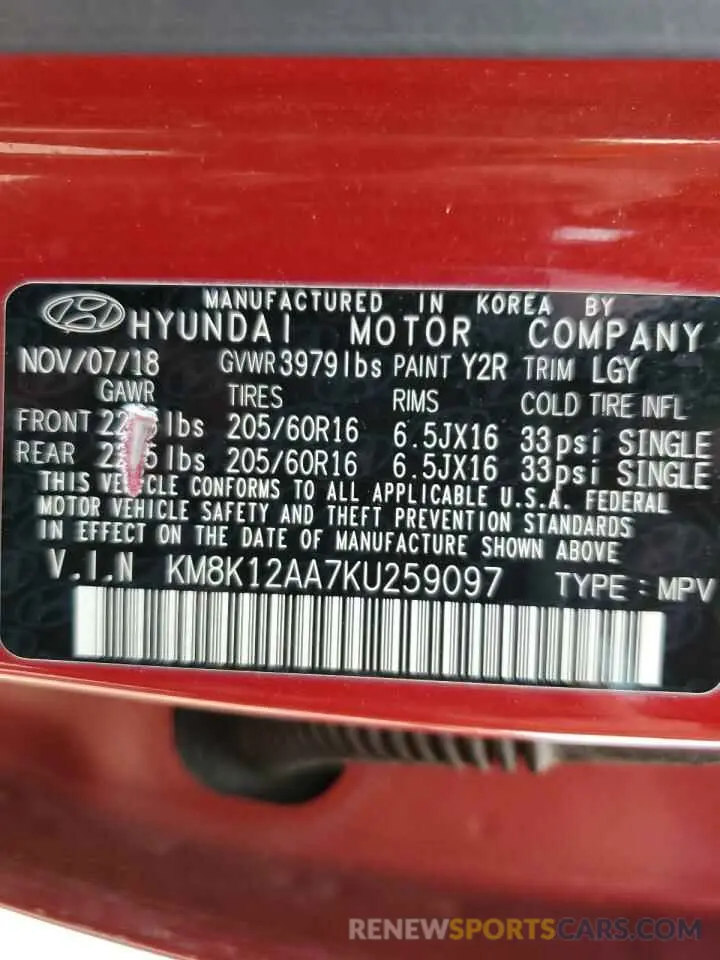 MANUFACTURED IN KOREA BY
HYUNDAI MOTOR COMPANY
NOV/07/18 GVWR 3979lbs PAINT Y2R TRIM LGY
GAWR TIRES RIMS COLD TIRE INFL
FRONT lbs 205/60R16 6.5JX16 33psi SINGLE
REAR lbs 205/60R16 6.5JX16 33psi SINGLE
THIS VEHICLE CONFORMS TO ALL APPLICABLE U.S.A. FEDERAL
MOTOR VEHICLE SAFETY AND THEFT PREVENTION STANDARDS
IN EFFECT ON THE DATE OF MANUFACTURE SHOWN ABOVE
V.I.N KM8K12AA7KU259097 TYPE : MPV
RENEWSPORTSCARS.COM